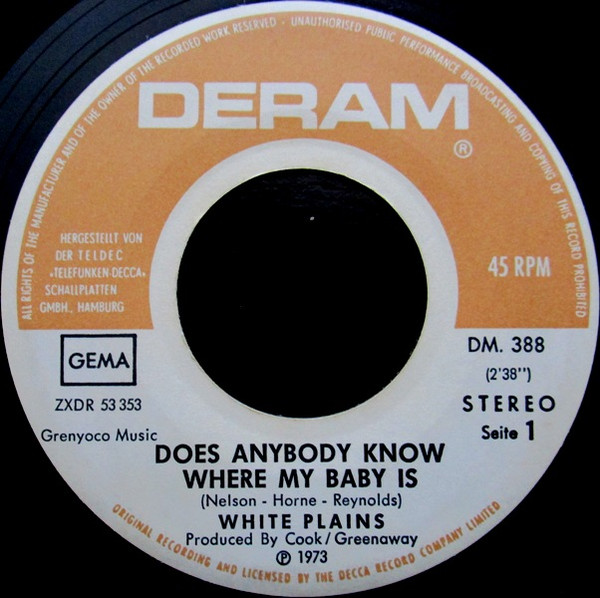 ALL RIGHTS OF THE MANUFACTURER AND OF THE OWNER OF THE RECORDED WORK RESERVED · UNAUTHORISED PUBLIC PERFORMANCE BROADCASTING AND COPYING OF THIS RECORD PROHIBITED
DERAM
®
HERGESTELLT VON
DER TELDEC
»TELEFUNKEN-DECCA«
SCHALLPLATTEN
GMBH., HAMBURG
45 RPM
GEMA
DM. 388
(2'38'')
ZXDR 53 353
STEREO
Grenyoco Music
Seite 1
DOES ANYBODY KNOW
WHERE MY BABY IS
(Nelson - Horne - Reynolds)
WHITE PLAINS
Produced By Cook/Greenaway
℗ 1973
ORIGINAL RECORDING AND LICENSED BY THE DECCA RECORD COMPANY LIMITED